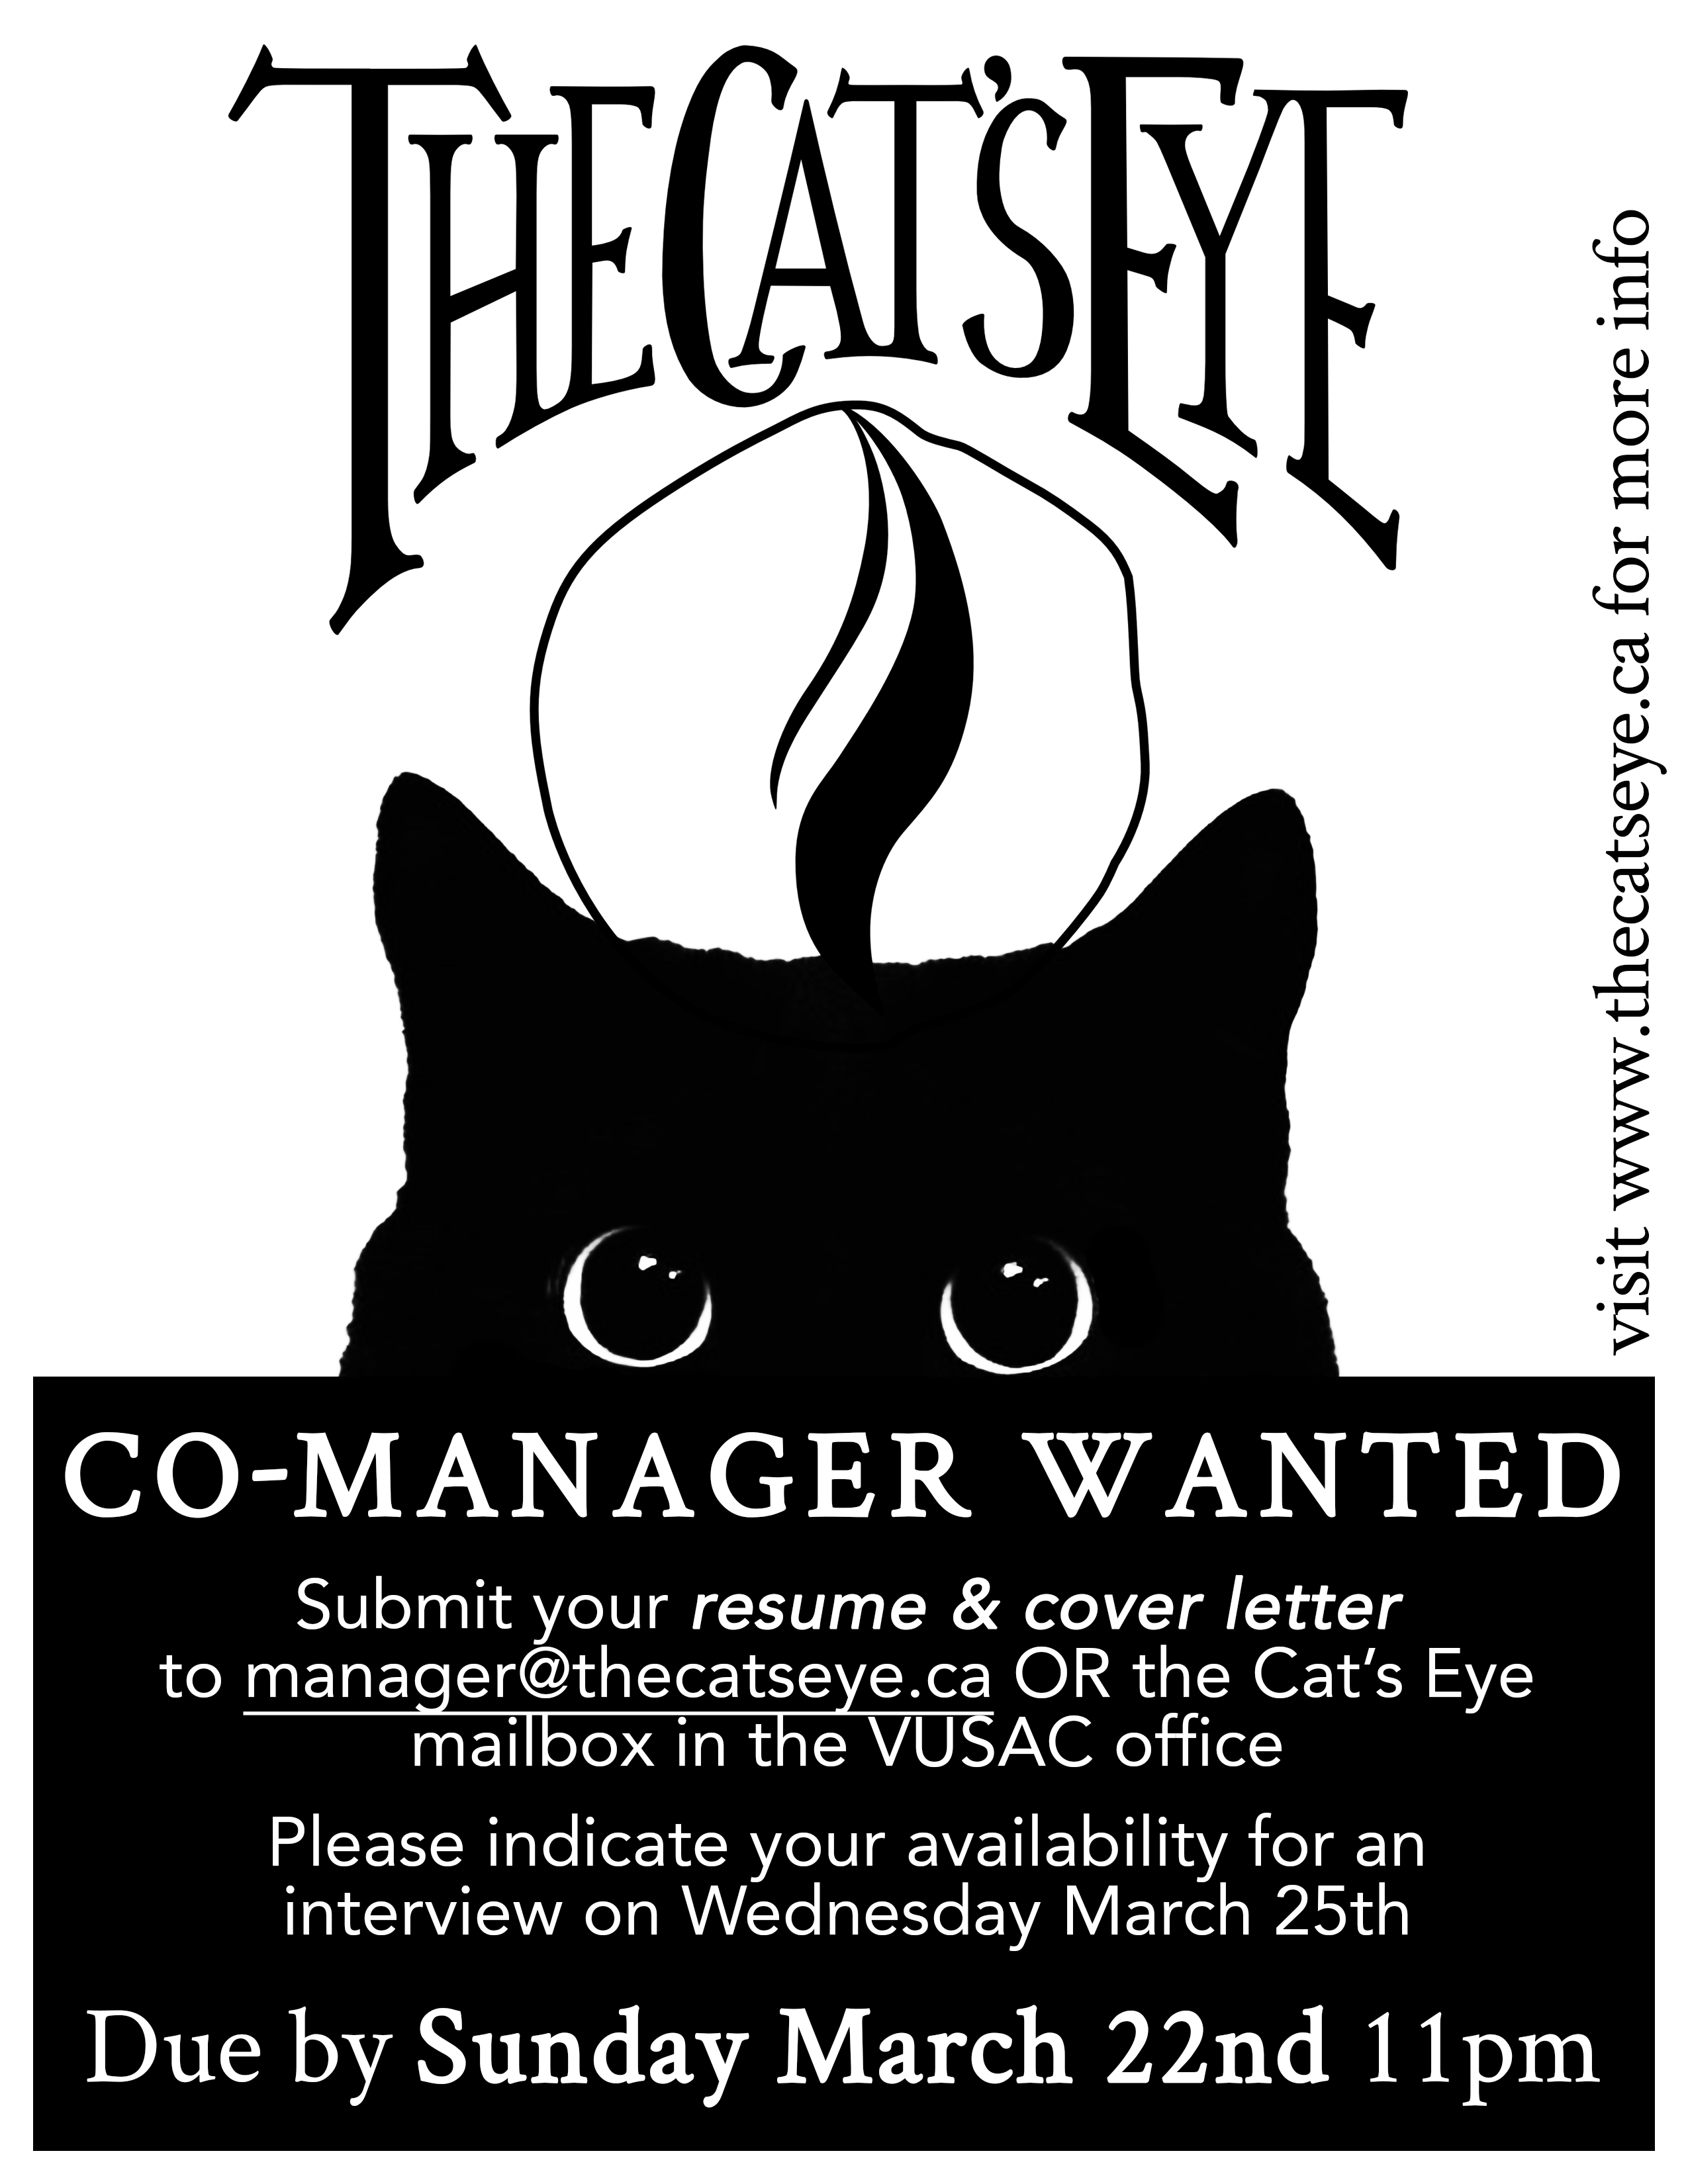 THE CAT'S EYE
visit www.thecatseye.ca for more info
CO-MANAGER WANTED
Submit your resume & cover letter
to manager@thecatseye.ca OR the Cat's Eye
mailbox in the VUSAC office
Please indicate your availability for an
interview on Wednesday March 25th
Due by Sunday March 22nd 11pm